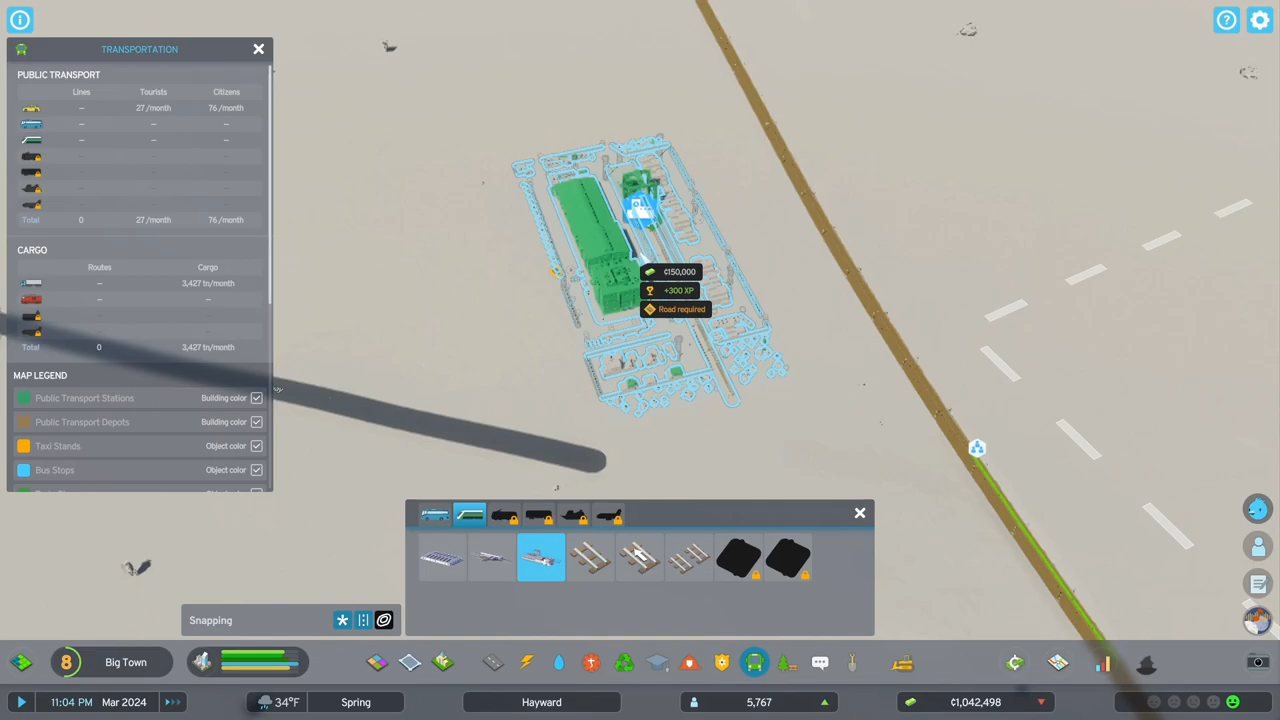 TRANSPORTATION
PUBLIC TRANSPORT
Lines Tourists Citizens
– 27 /month 76 /month
– – –
– – –
Total 0 27 /month 76 /month
CARGO
Routes Cargo
– 3,427 tn/month
– –
Total 0 3,427 tn/month
MAP LEGEND
Public Transport Stations Building color
Public Transport Depots Building color
Taxi Stands Object color
Bus Stops Object color
¢150,000
+300 XP
Road required
Snapping
8 Big Town
11:04 PM Mar 2024 34°F Spring Hayward 5,767 ¢1,042,498